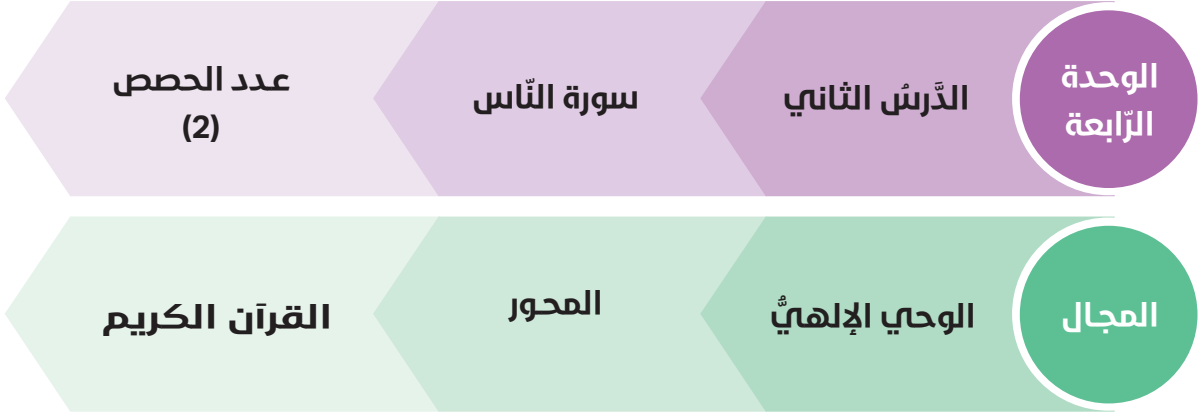 الوحدة
الرّابعة
الدَّرسُ الثاني
سورة النّاس
عدد الحصص
(2)
المجال
الوحي الإلهيُّ
المحور
القرآن الكريم